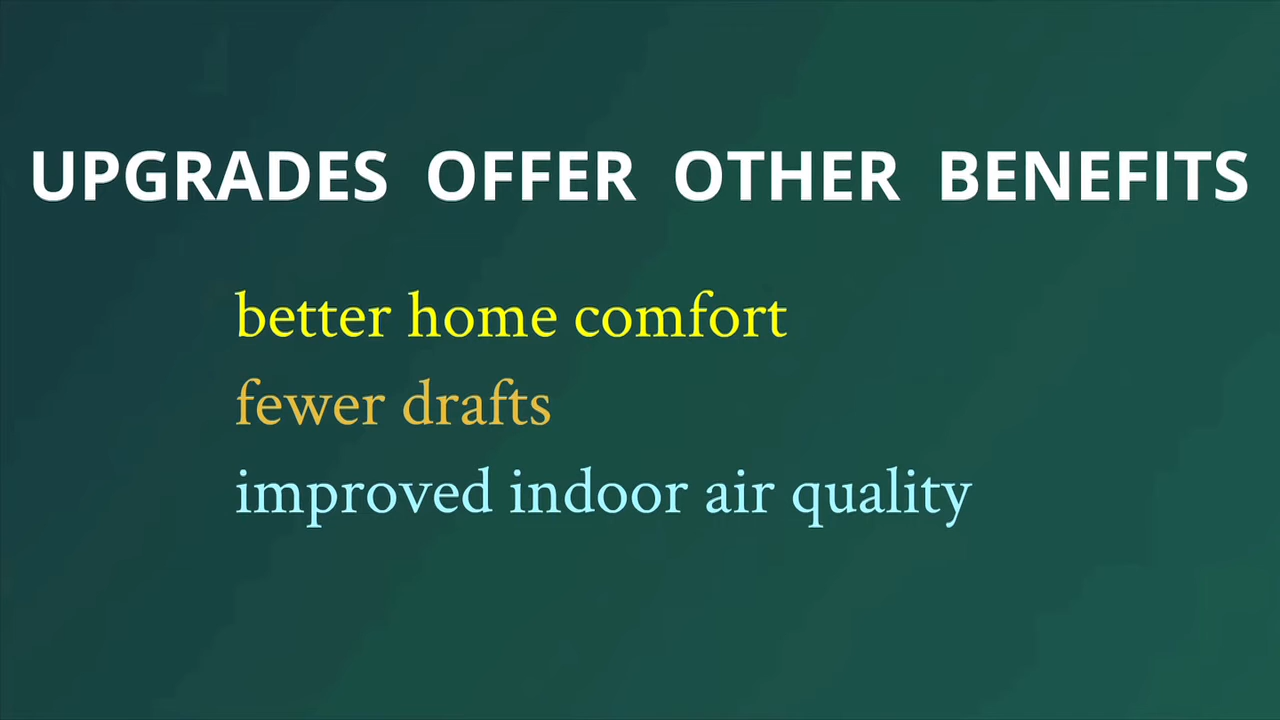 UPGRADES OFFER OTHER BENEFITS
better home comfort
fewer drafts
improved indoor air quality